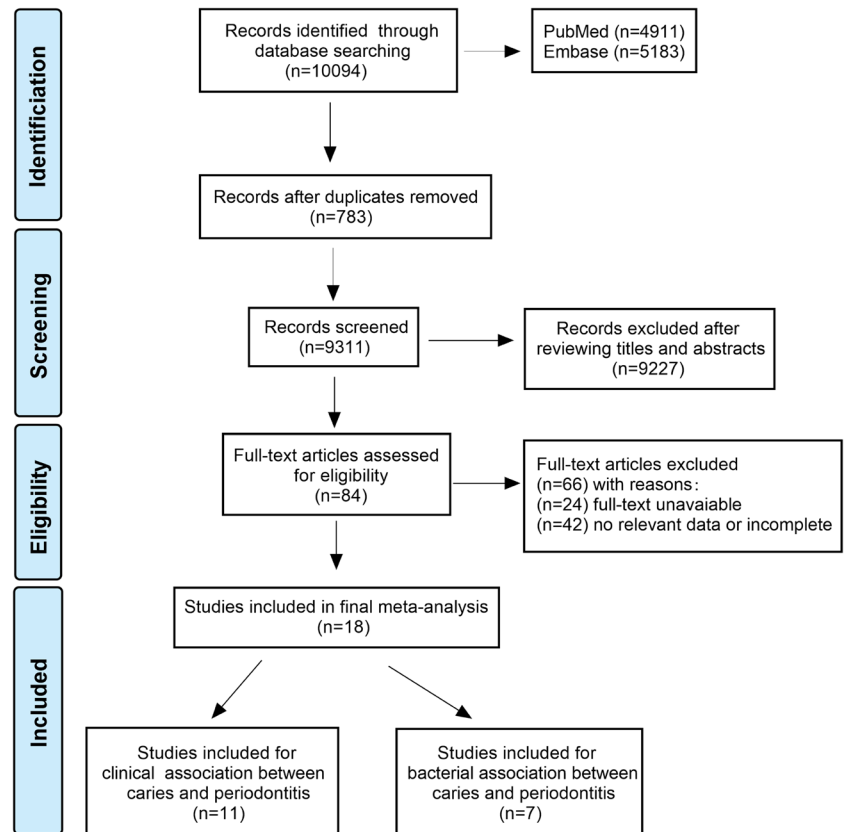 Identificiation
Records identified through
database searching
(n=10094)
PubMed (n=4911)
Embase (n=5183)
Records after duplicates removed
(n=783)
Screening
Records screened
(n=9311)
Records excluded after
reviewing titles and abstracts
(n=9227)
Eligibility
Full-text articles assessed
for eligibility
(n=84)
Full-text articles excluded
(n=66) with reasons:
(n=24) full-text unavaiable
(n=42) no relevant data or incomplete
Included
Studies included in final meta-analysis
(n=18)
Studies included for
clinical association between
caries and periodontitis
(n=11)
Studies included for
bacterial association between
caries and periodontitis
(n=7)